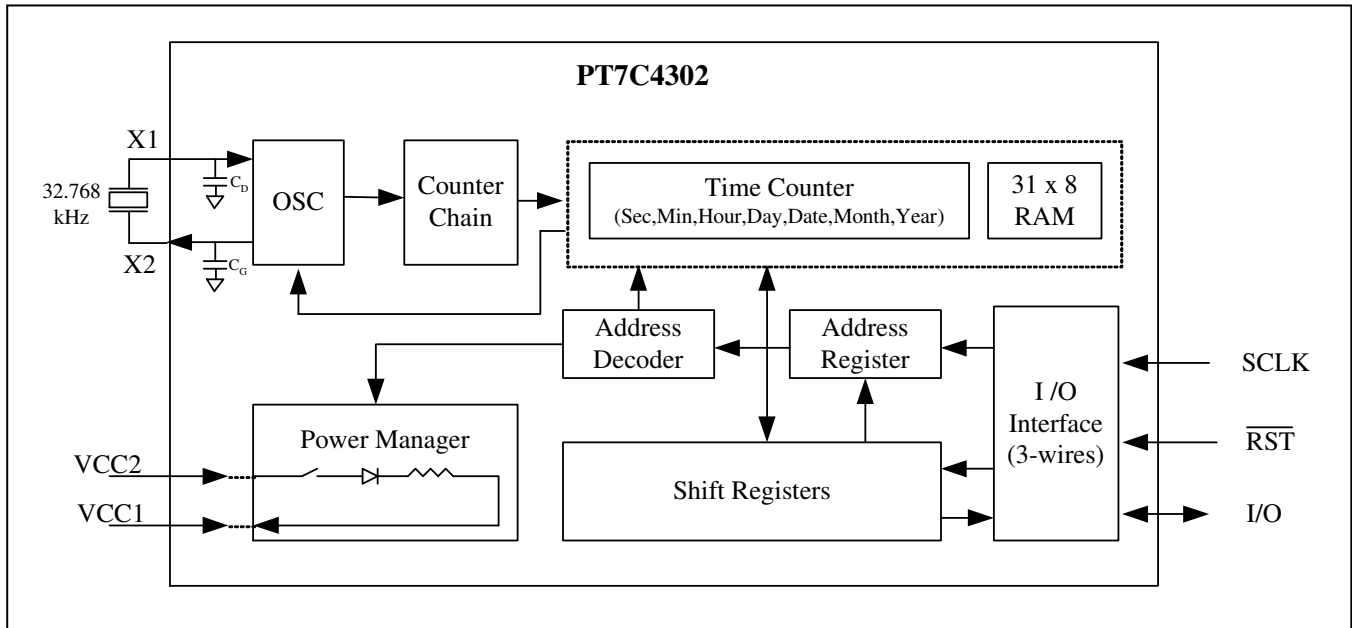 PT7C4302
X1
32.768
kHz
X2
C_D
C_G
OSC
Counter
Chain
Time Counter
(Sec,Min,Hour,Day,Date,Month,Year)
31 x 8
RAM
Address
Decoder
Address
Register
I /O
Interface
(3-wires)
SCLK
RST
I/O
Power Manager
VCC2
VCC1
Shift Registers